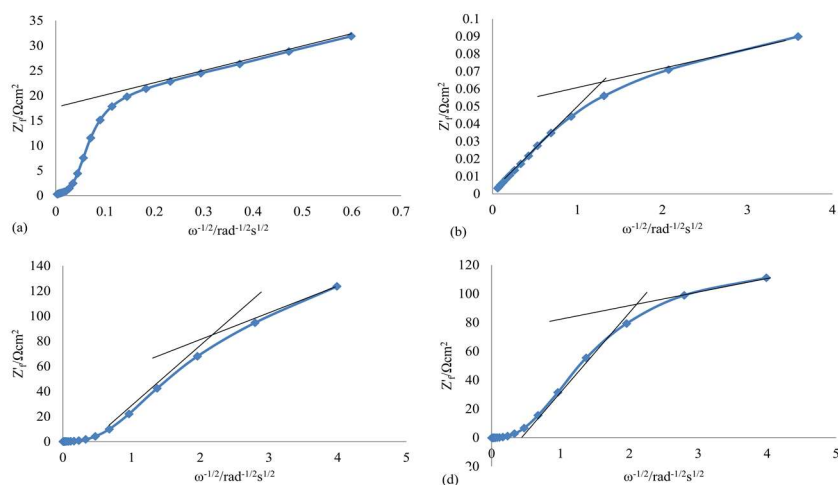 35
30
25
20
15
10
5
0
Z'f/Ωcm²
0 0.1 0.2 0.3 0.4 0.5 0.6 0.7
(a)
ω-1/2/rad-1/2s1/2
0.1
0.09
0.08
0.07
0.06
0.05
0.04
0.03
0.02
0.01
0
Z'f/Ωcm²
0 1 2 3 4
(b)
ω-1/2/rad-1/2s1/2
140
120
100
80
60
40
20
0
Z'f/Ωcm²
0 1 2 3 4 5
ω-1/2/rad-1/2s1/2
120
100
80
60
40
20
0
20
Z'f/Ωcm²
0 1 2 3 4 5
(d)
ω-1/2/rad-1/2s1/2